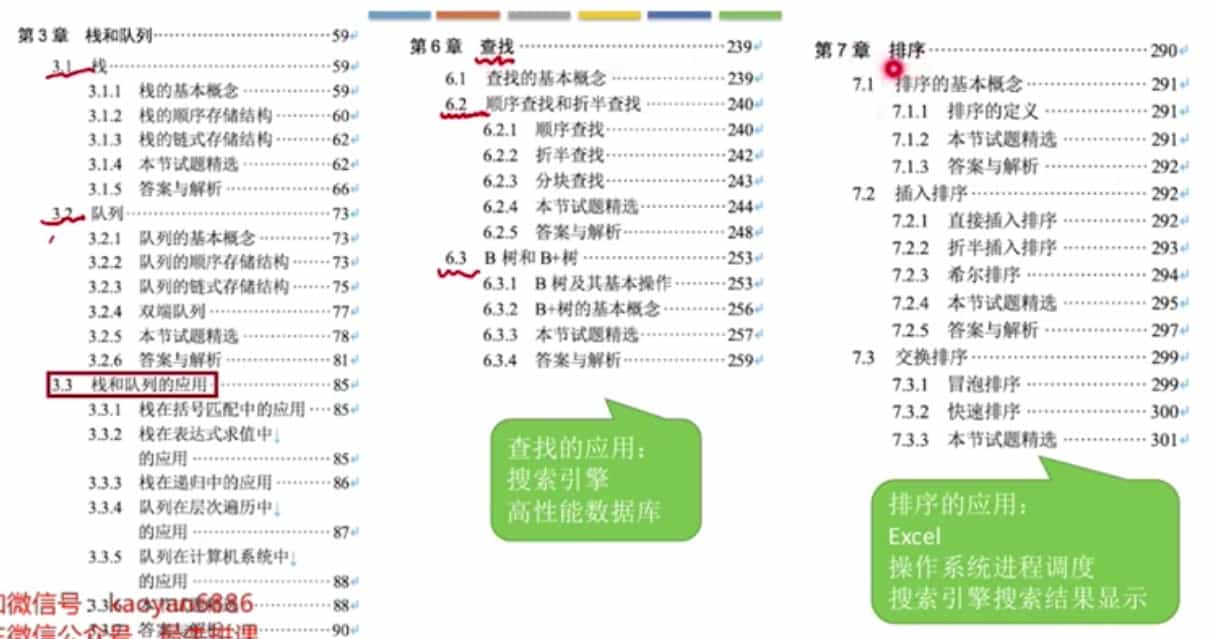 第3章 栈和队列 59
3.1 栈 59
3.1.1 栈的基本概念 59
3.1.2 栈的顺序存储结构 60
3.1.3 栈的链式存储结构 62
3.1.4 本节试题精选 62
3.1.5 答案与解析 66
3.2 队列 73
3.2.1 队列的基本概念 73
3.2.2 队列的顺序存储结构 73
3.2.3 队列的链式存储结构 75
3.2.4 双端队列 77
3.2.5 本节试题精选 78
3.2.6 答案与解析 81
3.3 栈和队列的应用 85
3.3.1 栈在括号匹配中的应用 85
3.3.2 栈在表达式求值中
的应用 85
3.3.3 栈在递归中的应用 86
3.3.4 队列在层次遍历中
的应用 87
3.3.5 队列在计算机系统中
的应用 88
88
90
微信号：kaoyan6886
微信公众号
第6章 查找 239
6.1 查找的基本概念 239
6.2 顺序查找和折半查找 240
6.2.1 顺序查找 240
6.2.2 折半查找 242
6.2.3 分块查找 243
6.2.4 本节试题精选 244
6.2.5 答案与解析 248
6.3 B树和B+树 253
6.3.1 B树及其基本操作 253
6.3.2 B+树的基本概念 256
6.3.3 本节试题精选 257
6.3.4 答案与解析 259
查找的应用：
搜索引擎
高性能数据库
第7章 排序 290
7.1 排序的基本概念 291
7.1.1 排序的定义 291
7.1.2 本节试题精选 291
7.1.3 答案与解析 292
7.2 插入排序 292
7.2.1 直接插入排序 292
7.2.2 折半插入排序 293
7.2.3 希尔排序 294
7.2.4 本节试题精选 295
7.2.5 答案与解析 297
7.3 交换排序 299
7.3.1 冒泡排序 299
7.3.2 快速排序 300
7.3.3 本节试题精选 301
排序的应用：
Excel
操作系统进程调度
搜索引擎搜索结果显示